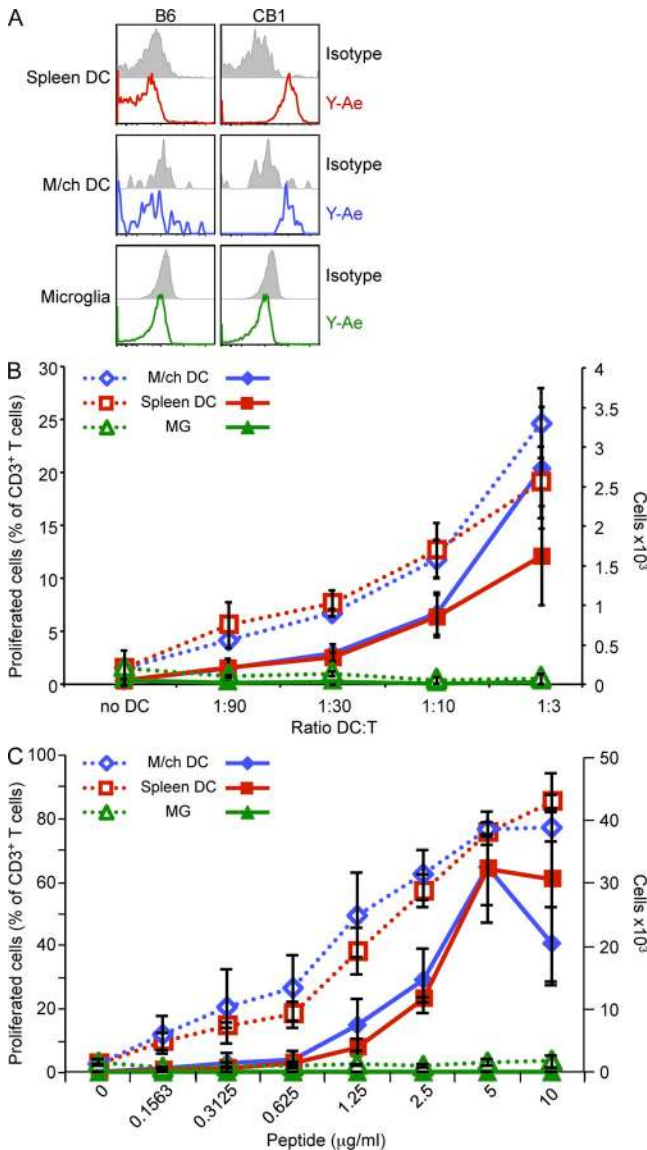 A
B6 CB1
Spleen DC
Isotype
Y-Ae
M/ch DC
Isotype
Y-Ae
Microglia
Isotype
Y-Ae
B
30
25
20
15
10
5
0
Proliferated cells (% of CD3⁺ T cells)
M/ch DC
Spleen DC
MG
4
3.5
3
2.5
2
1.5
1
0.5
0
Cells x10³
no DC 1:90 1:30 1:10 1:3
Ratio DC:T
C
100
80
60
40
20
0
Proliferated cells (% of CD3⁺ T cells)
M/ch DC
Spleen DC
MG
50
40
30
20
10
0
Cells x10³
0 0.1563 0.3125 0.625 1.25 2.5 5 10
Peptide (μg/ml)